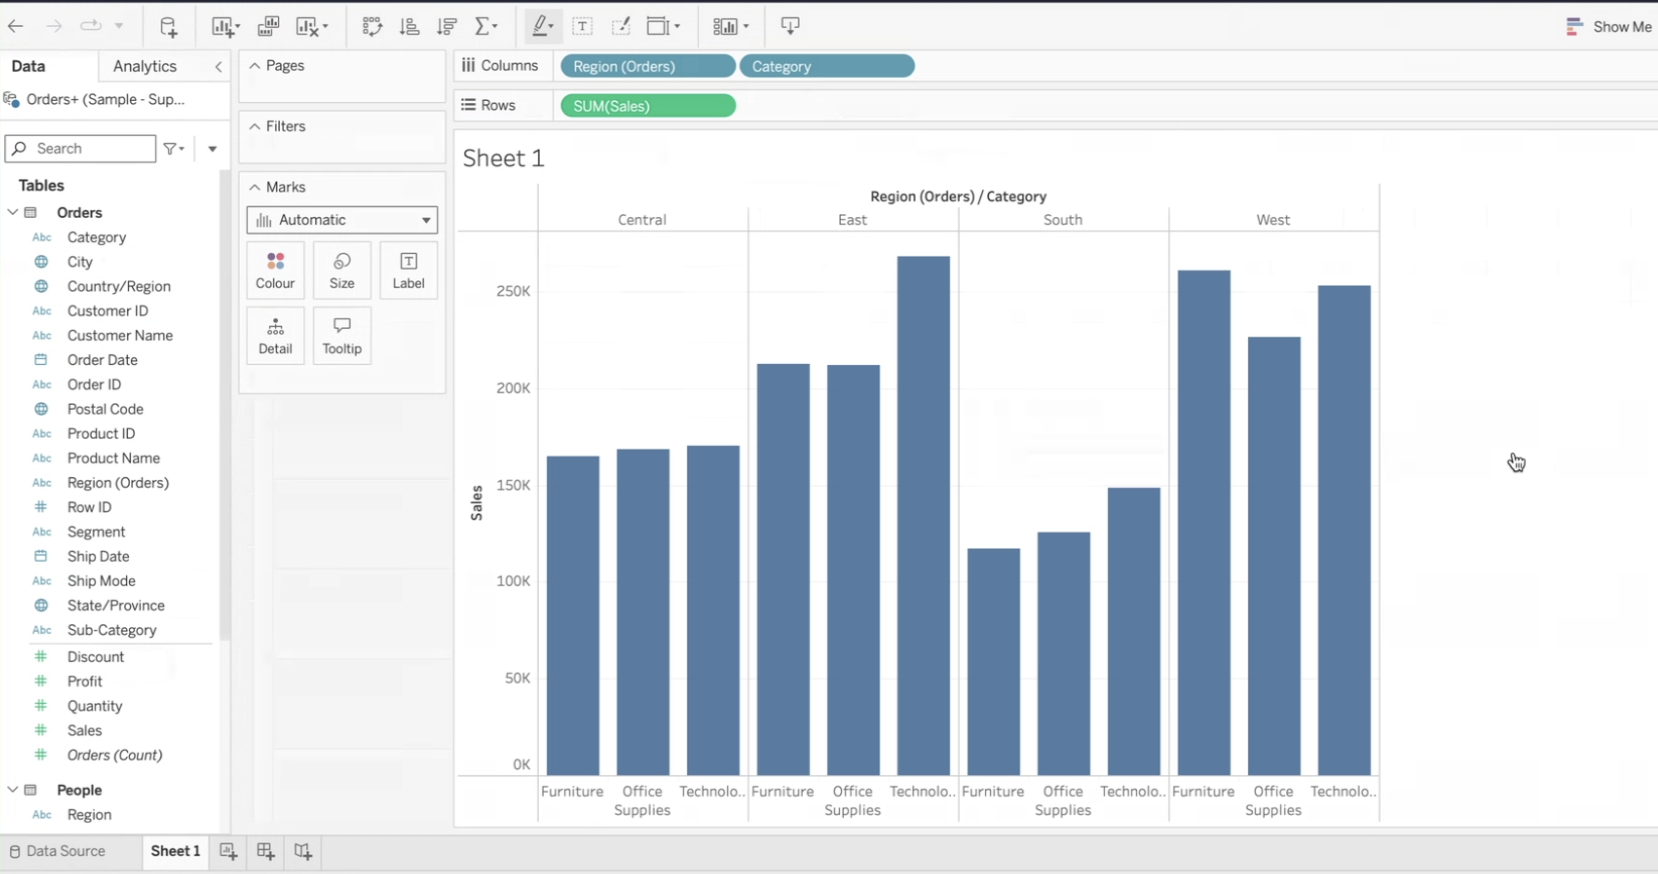 Show Me
Data
Analytics
Orders+ (Sample - Sup...
Search
Tables
Orders
Abc Category
City
Country/Region
Abc Customer ID
Abc Customer Name
Order Date
Abc Order ID
Postal Code
Abc Product ID
Abc Product Name
Abc Region (Orders)
# Row ID
Abc Segment
Ship Date
Abc Ship Mode
State/Province
Abc Sub-Category
# Discount
# Profit
# Quantity
# Sales
# Orders (Count)
People
Abc Region
Pages
Filters
Marks
Automatic
Colour Size Label
Detail Tooltip
Columns Region (Orders) Category
Rows SUM(Sales)
Sheet 1
Region (Orders) / Category
Central East South West
250K
200K
150K
100K
50K
0K
Sales
Furniture Office Supplies Technolo.. Furniture Office Supplies Technolo.. Furniture Office Supplies Technolo.. Furniture Office Supplies Technolo..
Data Source Sheet 1